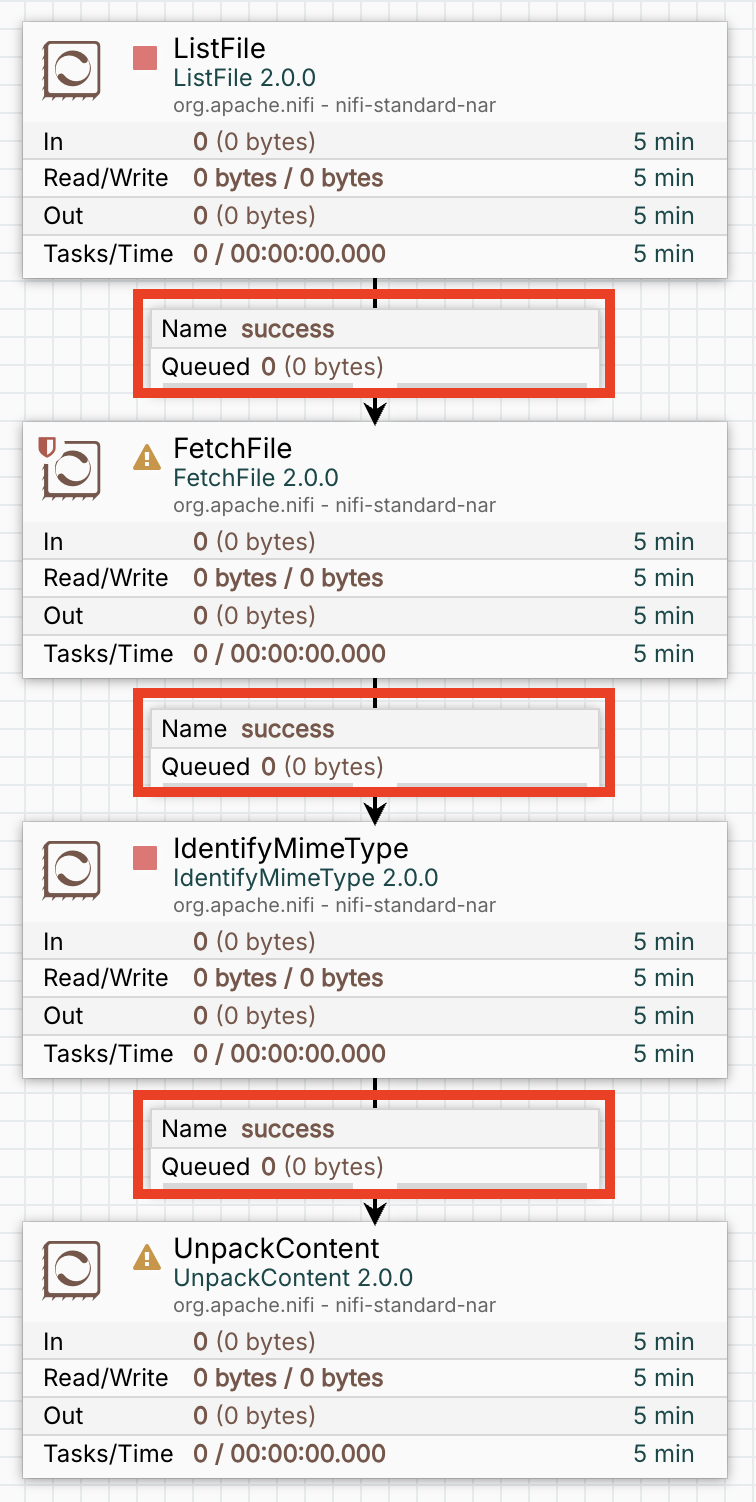 ListFile
ListFile 2.0.0
org.apache.nifi - nifi-standard-nar
In 0 (0 bytes) 5 min
Read/Write 0 bytes / 0 bytes 5 min
Out 0 (0 bytes) 5 min
Tasks/Time 0 / 00:00:00.000 5 min
Name success
Queued 0 (0 bytes)
FetchFile
FetchFile 2.0.0
org.apache.nifi - nifi-standard-nar
In 0 (0 bytes) 5 min
Read/Write 0 bytes / 0 bytes 5 min
Out 0 (0 bytes) 5 min
Tasks/Time 0 / 00:00:00.000 5 min
Name success
Queued 0 (0 bytes)
IdentifyMimeType
IdentifyMimeType 2.0.0
org.apache.nifi - nifi-standard-nar
In 0 (0 bytes) 5 min
Read/Write 0 bytes / 0 bytes 5 min
Out 0 (0 bytes) 5 min
Tasks/Time 0 / 00:00:00.000 5 min
Name success
Queued 0 (0 bytes)
UnpackContent
UnpackContent 2.0.0
org.apache.nifi - nifi-standard-nar
In 0 (0 bytes) 5 min
Read/Write 0 bytes / 0 bytes 5 min
Out 0 (0 bytes) 5 min
Tasks/Time 0 / 00:00:00.000 5 min